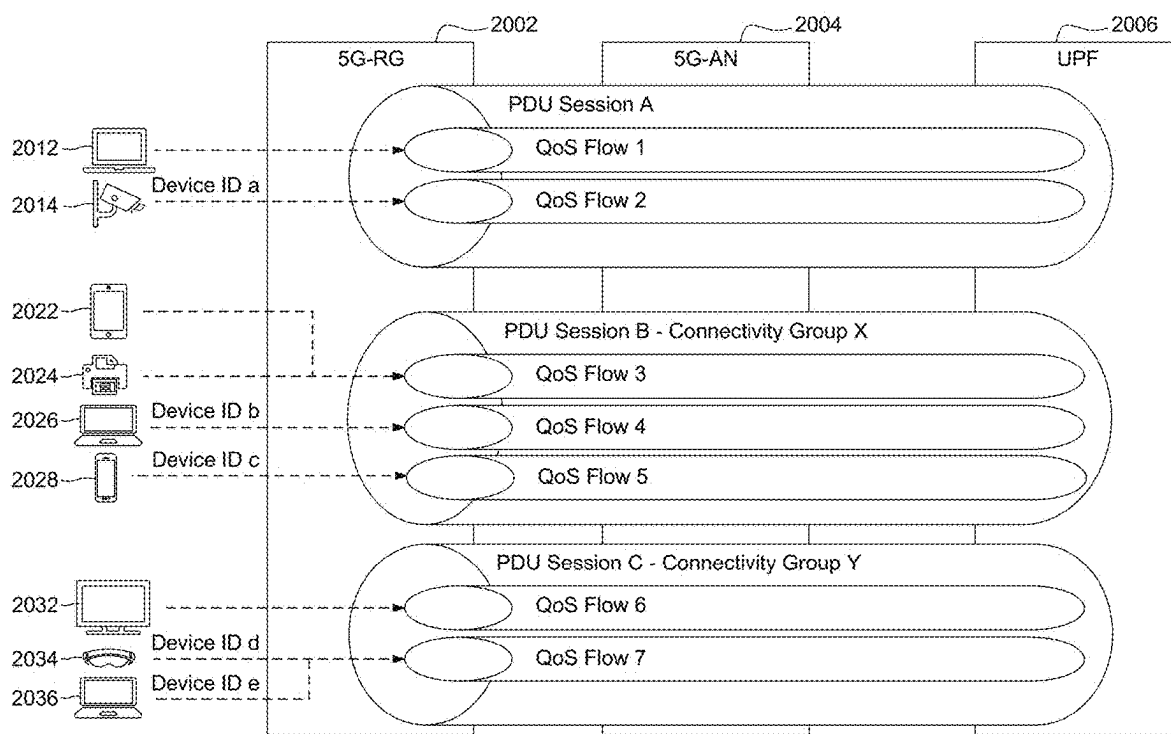 2002
2004
2006
5G-RG
5G-AN
UPF
PDU Session A
2012
QoS Flow 1
Device ID a
2014
QoS Flow 2
2022
PDU Session B - Connectivity Group X
2024
QoS Flow 3
2026
Device ID b
QoS Flow 4
2028
Device ID c
QoS Flow 5
PDU Session C - Connectivity Group Y
2032
QoS Flow 6
Device ID d
2034
QoS Flow 7
Device ID e
2036